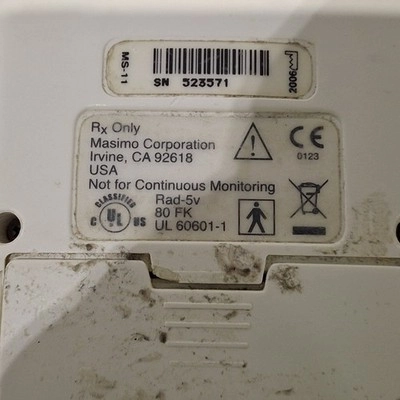 MS-11
SN 523571
2006
Rx Only
Masimo Corporation
Irvine, CA 92618
USA
Not for Continuous Monitoring
Rad-5v
80 FK
UL 60601-1
CLASSIFIED
C UL US
CE
0123